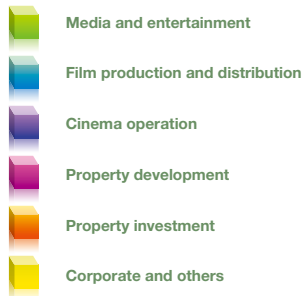 Media and entertainment
Film production and distribution
Cinema operation
Property development
Property investment
Corporate and others